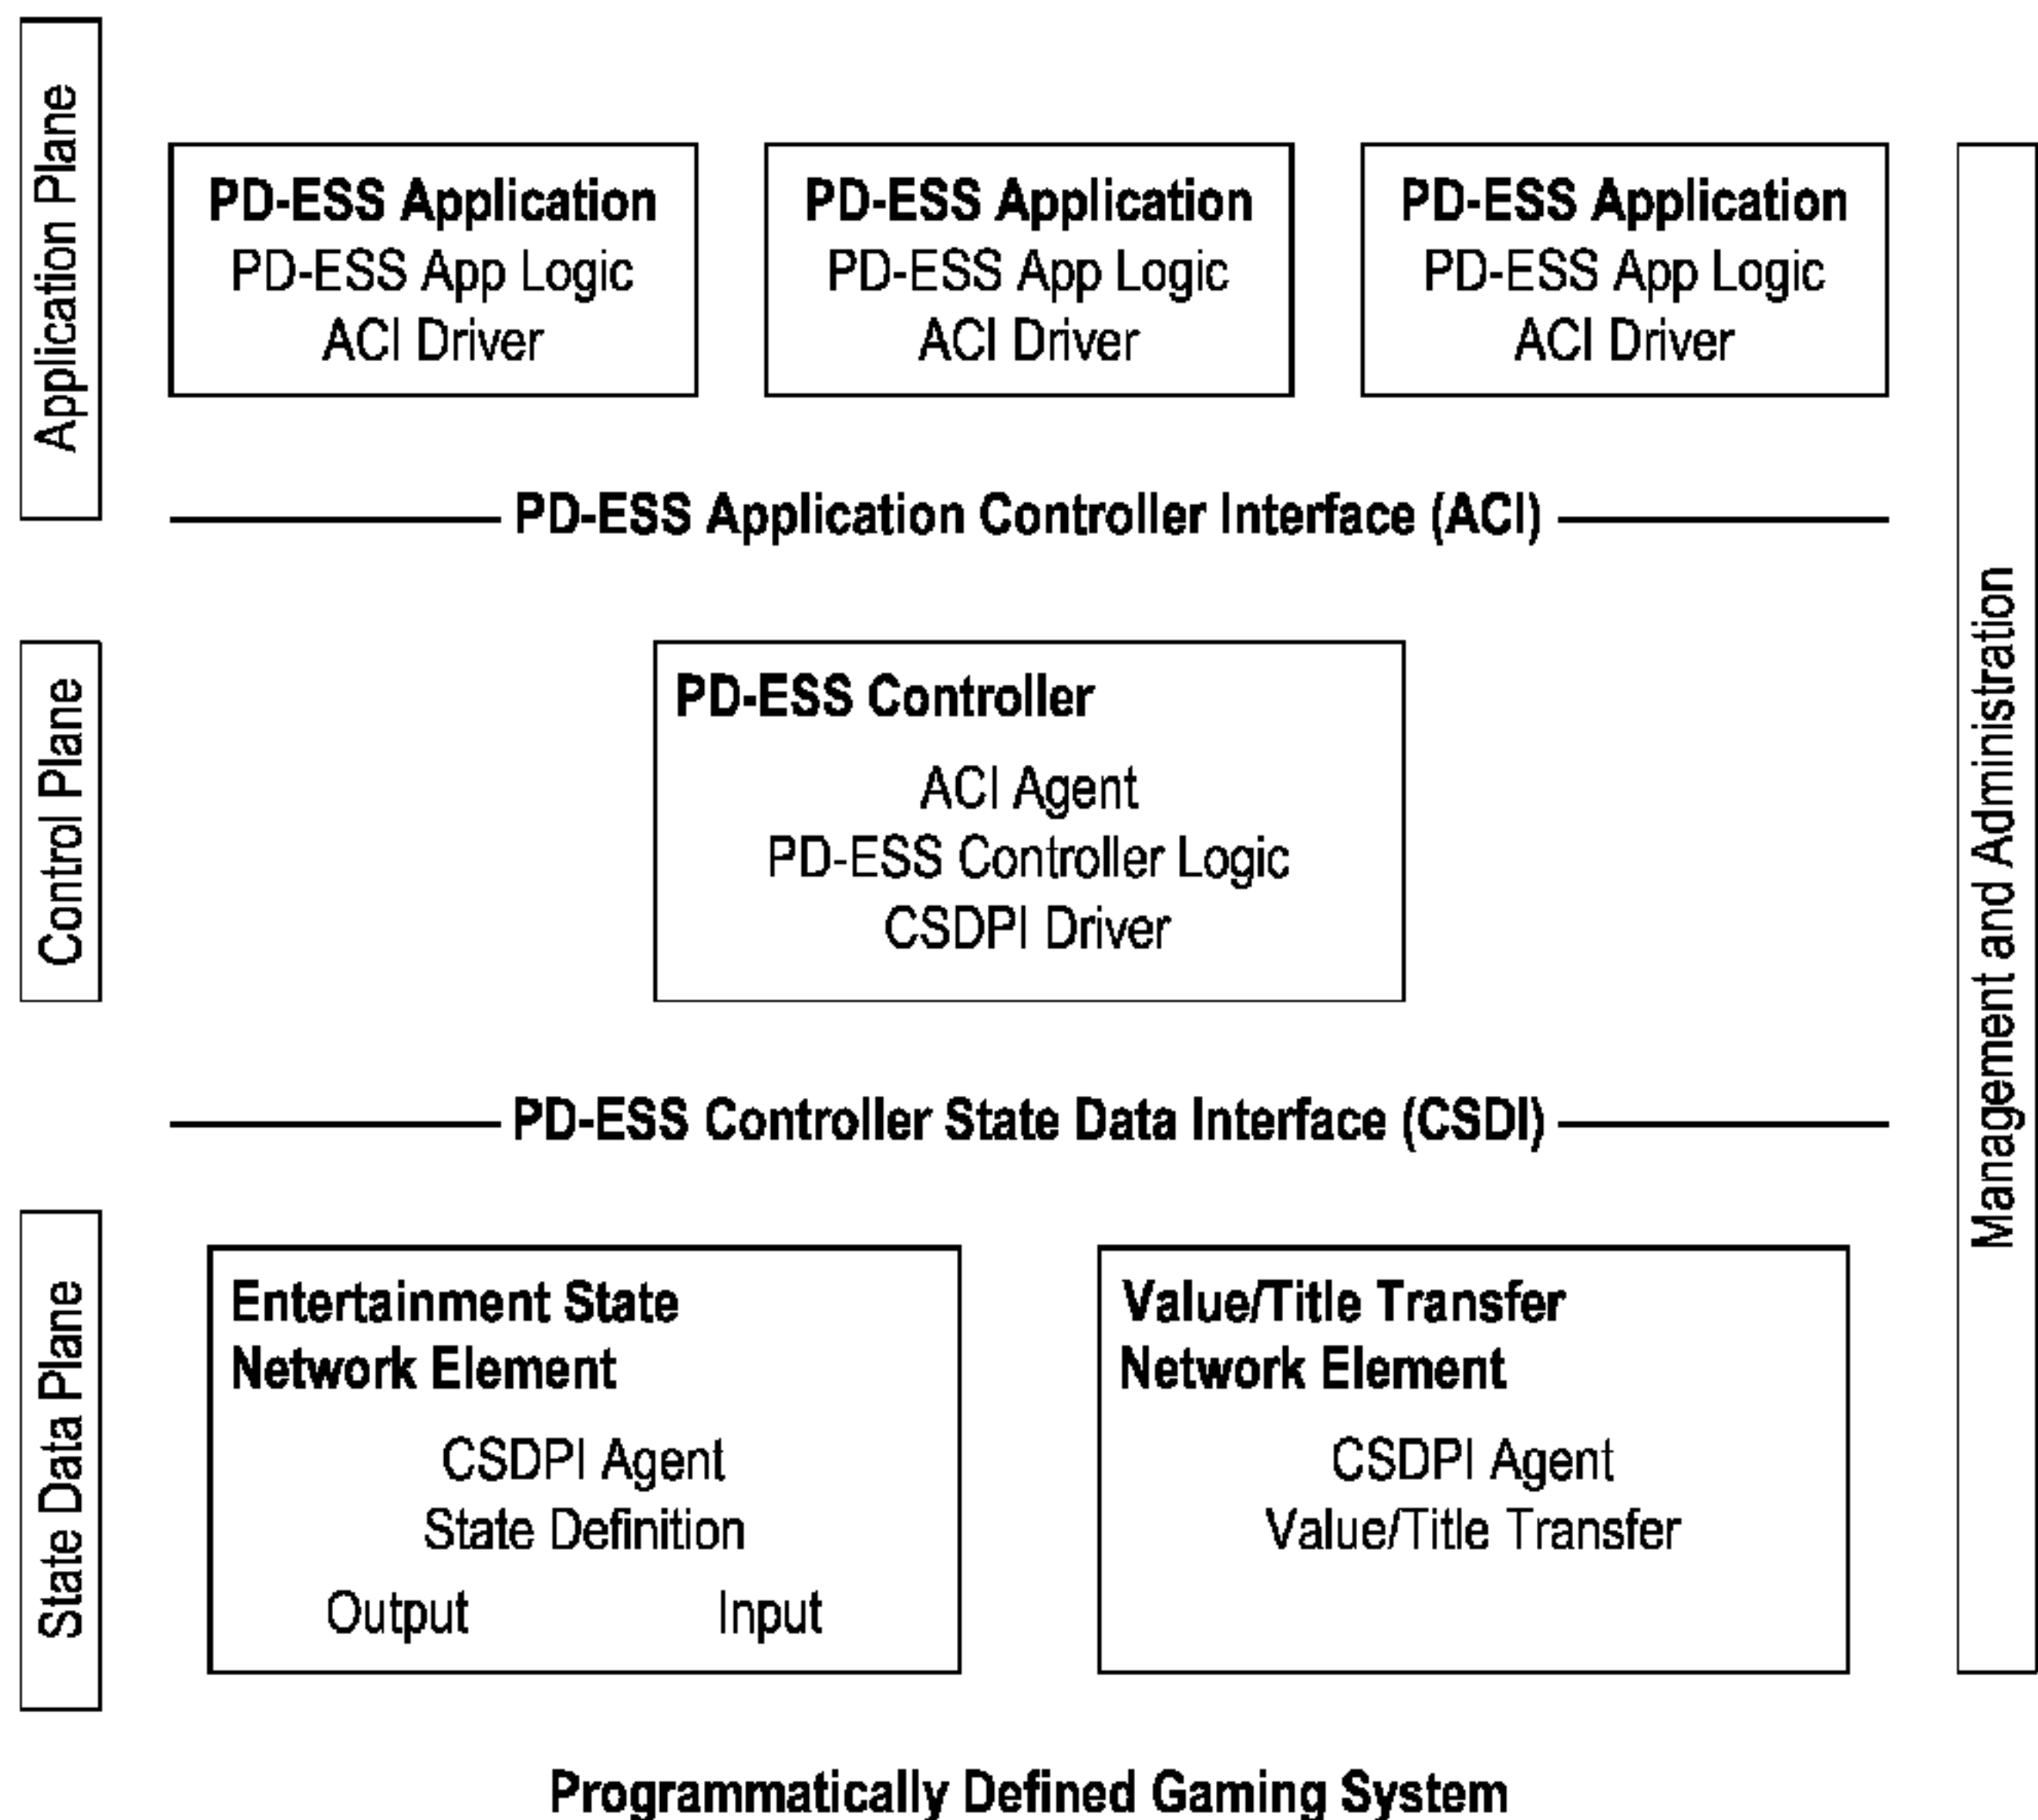 Application Plane
PD-ESS Application
PD-ESS App Logic
ACI Driver
PD-ESS Application
PD-ESS App Logic
ACI Driver
PD-ESS Application
PD-ESS App Logic
ACI Driver
PD-ESS Application Controller Interface (ACI)
Control Plane
PD-ESS Controller
ACI Agent
PD-ESS Controller Logic
CSDPI Driver
PD-ESS Controller State Data Interface (CSDI)
State Data Plane
Entertainment State
Network Element
CSDPI Agent
State Definition
Output Input
Value/Title Transfer
Network Element
CSDPI Agent
Value/Title Transfer
Management and Administration
Programmatically Defined Gaming System